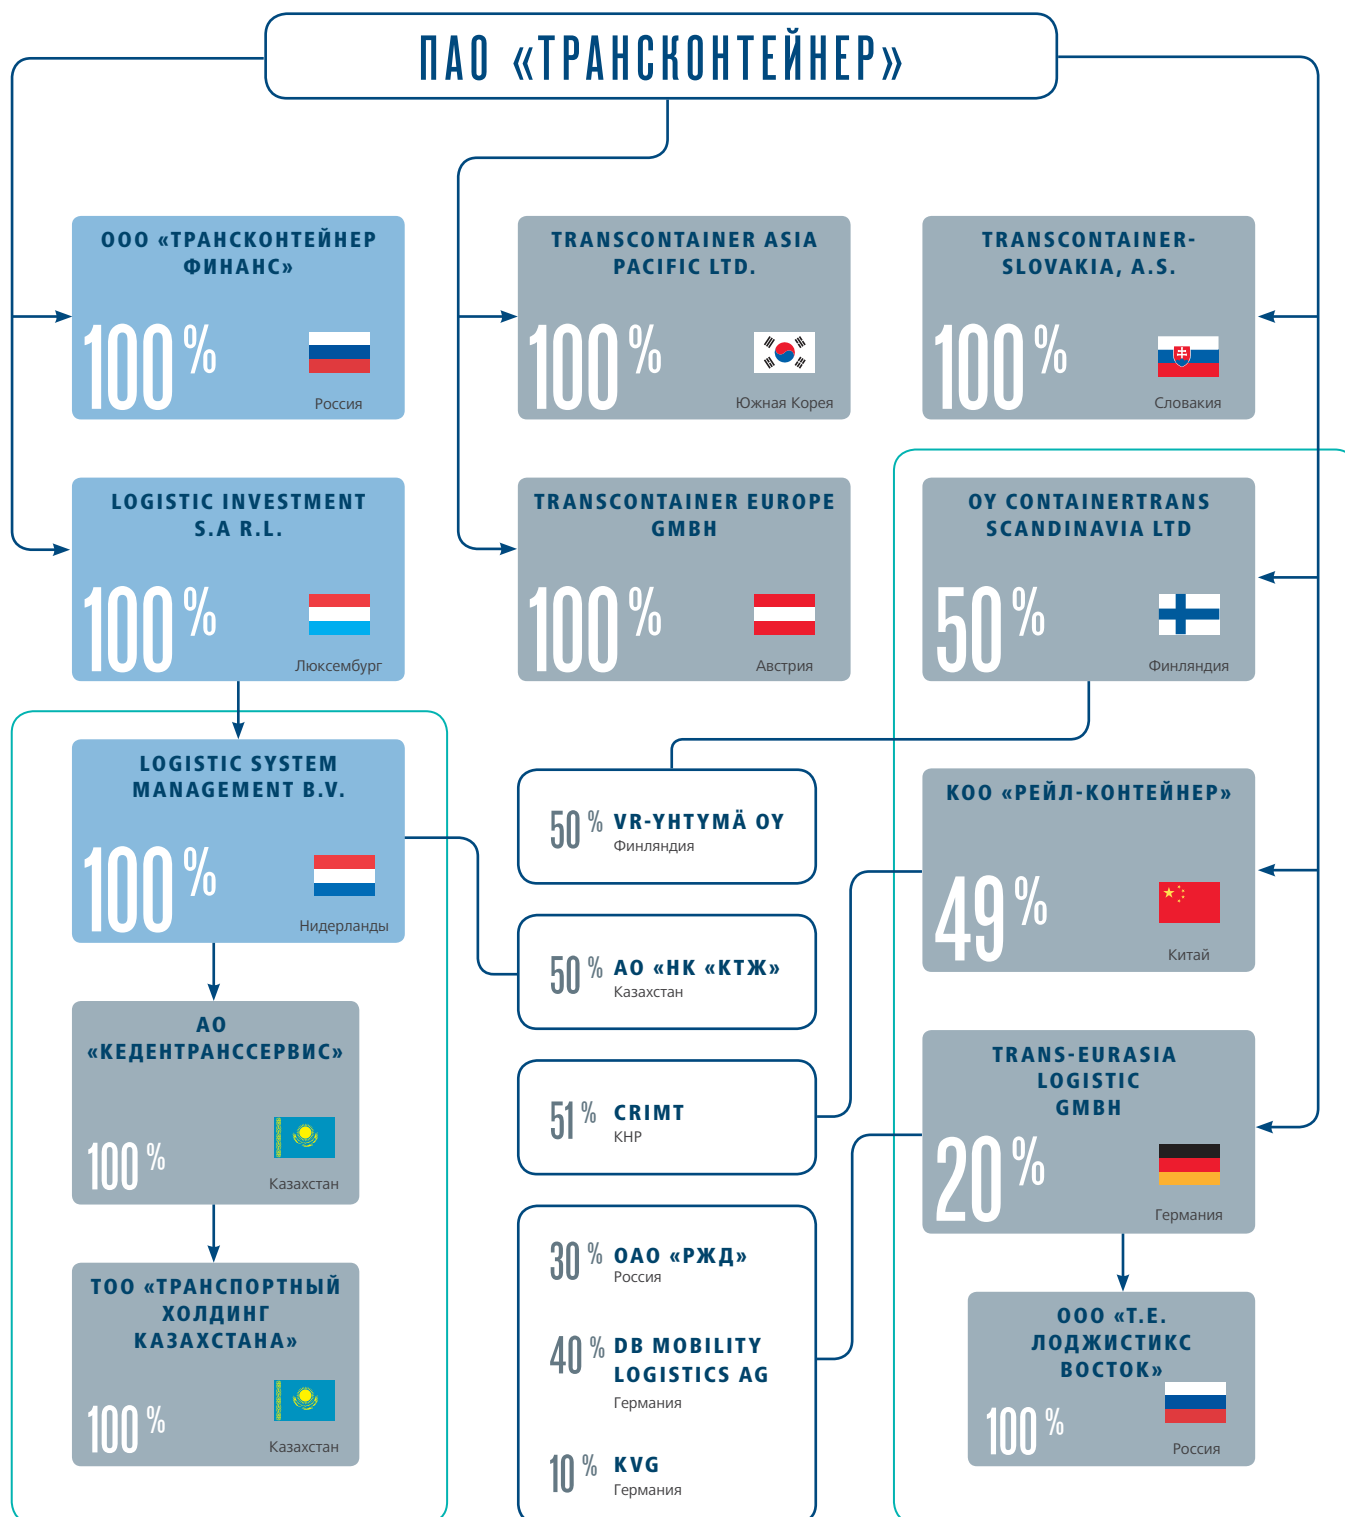 ПАО «ТРАНСКОНТЕЙНЕР»
ООО «ТРАНСКОНТЕЙНЕР
ФИНАНС»
100 %
Россия
TRANSCONTAINER ASIA
PACIFIC LTD.
100 %
Южная Корея
TRANSCONTAINER-
SLOVAKIA, A.S.
100 %
Словакия
LOGISTIC INVESTMENT
S.A R.L.
100 %
Люксембург
TRANSCONTAINER EUROPE
GMBH
100 %
Австрия
OY CONTAINERTRANS
SCANDINAVIA LTD
50 %
Финляндия
LOGISTIC SYSTEM
MANAGEMENT B.V.
100 %
Нидерланды
50 % VR-YHTYMÄ OY
Финляндия
КОО «РЕЙЛ-КОНТЕЙНЕР»
49 %
Китай
50 % АО «НК «КТЖ»
Казахстан
АО
«КЕДЕНТРАНССЕРВИС»
100 %
Казахстан
51 % CRIMT
КНР
TRANS-EURASIA
LOGISTIC
GMBH
20 %
Германия
ТОО «ТРАНСПОРТНЫЙ
ХОЛДИНГ
КАЗАХСТАНА»
100 %
Казахстан
30 % ОАО «РЖД»
Россия
40 % DB MOBILITY
LOGISTICS AG
Германия
10 % KVG
Германия
ООО «Т.Е.
ЛОДЖИСТИКС
ВОСТОК»
100 %
Россия